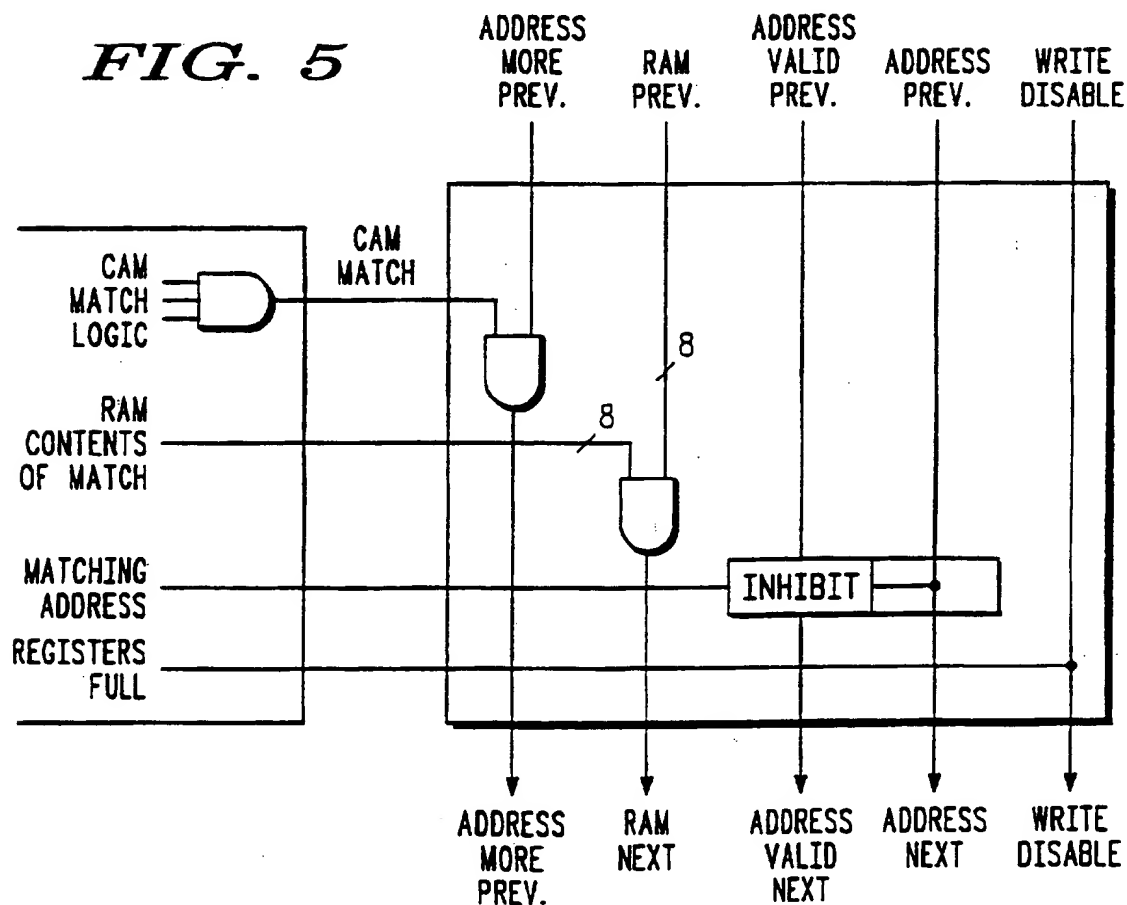 FIG. 5
ADDRESS
MORE
PREV.
RAM
PREV.
ADDRESS
VALID
PREV.
ADDRESS
PREV.
WRITE
DISABLE
CAM
MATCH
LOGIC
CAM
MATCH
8
RAM
CONTENTS
OF MATCH
8
MATCHING
ADDRESS
INHIBIT
REGISTERS
FULL
ADDRESS
MORE
PREV.
RAM
NEXT
ADDRESS
VALID
NEXT
ADDRESS
NEXT
WRITE
DISABLE